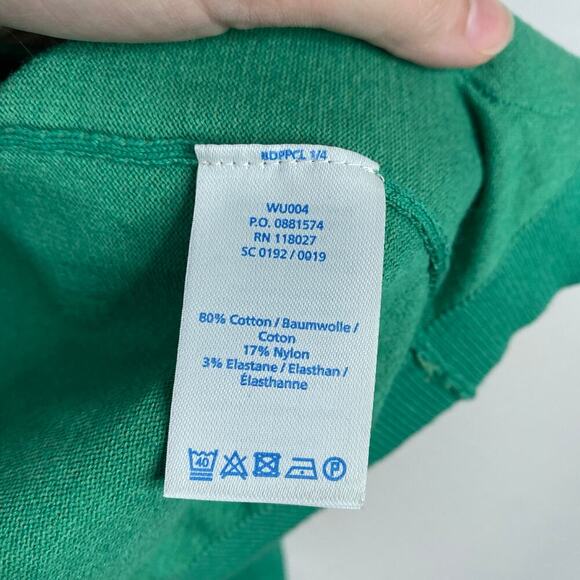 BDPPCL 1/4
WU004
P.O. 0881574
RN 118027
SC 0192 / 0019
80% Cotton / Baumwolle /
Coton
17% Nylon
3% Elastane / Elasthan /
Élasthanne
40 P